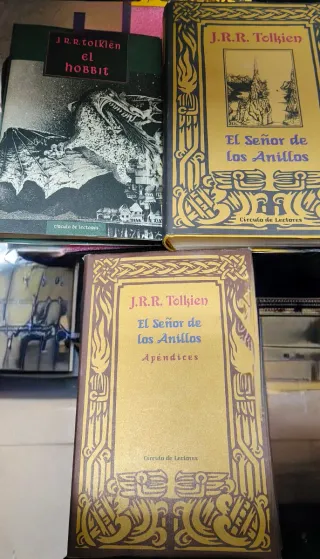 J.R.R.Tolkien
el
hobbit
Círculo de Lectores
J.R.R. Tolkien
El Señor de
los Anillos
Círculo de Lectores
J.R.R. Tolkien
El Señor de
los Anillos
Apéndices
Círculo de Lectores